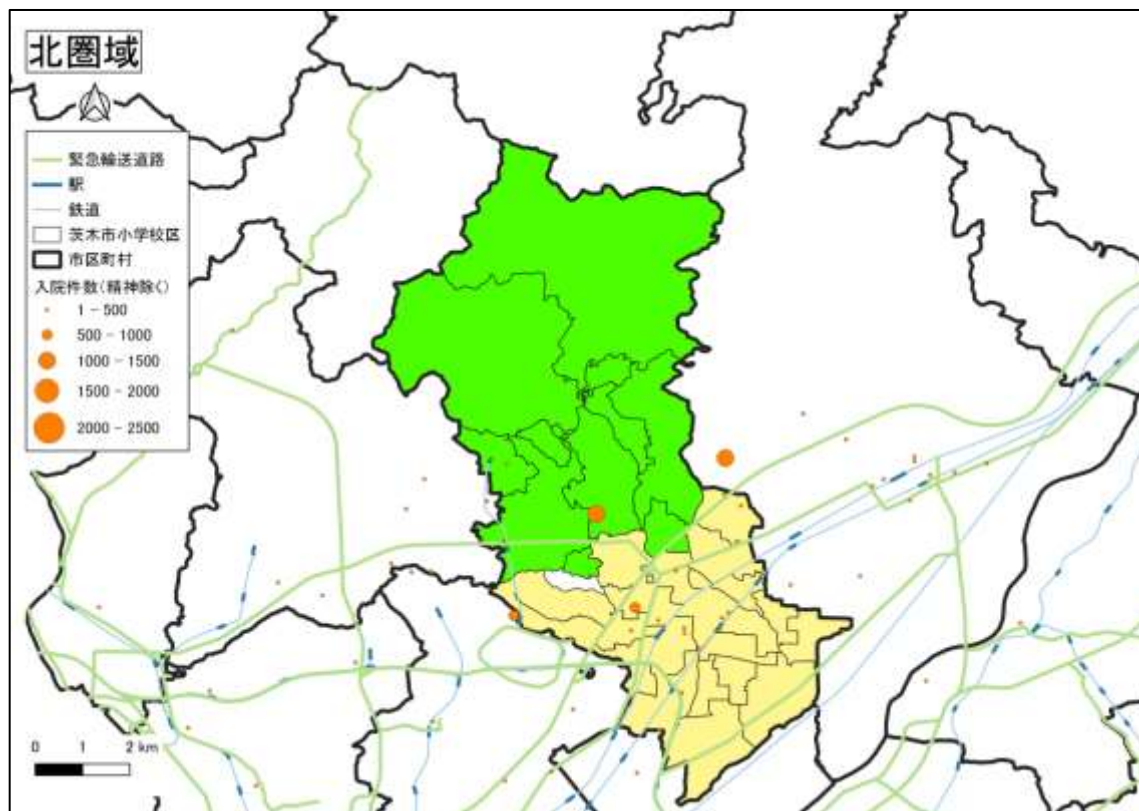 北圏域
緊急輸送道路
駅
鉄道
茨木市小学校区
市区町村
入院件数(精神除く)
1 - 500
500 - 1000
1000 - 1500
1500 - 2000
2000 - 2500
0 1 2 km